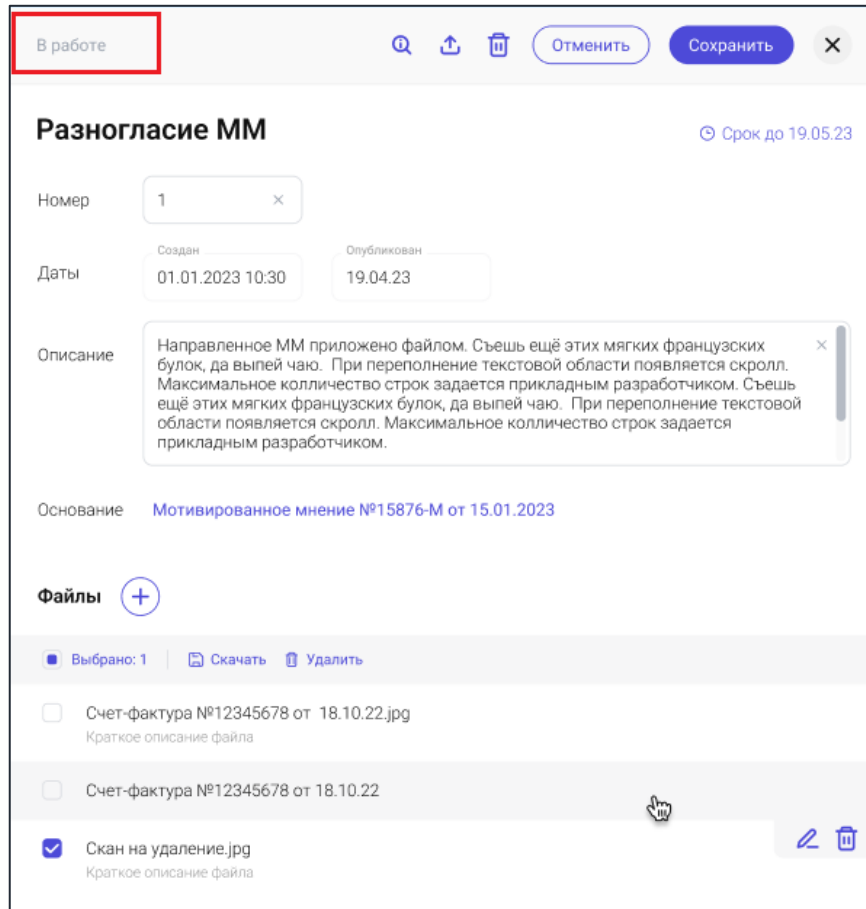 В работе
Отменить
Сохранить
Разногласие ММ
Срок до 19.05.23
Номер
1
Даты
Создан
01.01.2023 10:30
Опубликован
19.04.23
Описание
Направленное ММ приложено файлом. Съешь ещё этих мягких французских
булок, да выпей чаю. При переполнение текстовой области появляется скролл.
Максимальное колличество строк задается прикладным разработчиком. Съешь
ещё этих мягких французских булок, да выпей чаю. При переполнение текстовой
области появляется скролл. Максимальное колличество строк задается
прикладным разработчиком.
Основание
Мотивированное мнение №15876-М от 15.01.2023
Файлы
Выбрано: 1
Скачать
Удалить
Счет-фактура №12345678 от 18.10.22.jpg
Краткое описание файла
Счет-фактура №12345678 от 18.10.22
Скан на удаление.jpg
Краткое описание файла